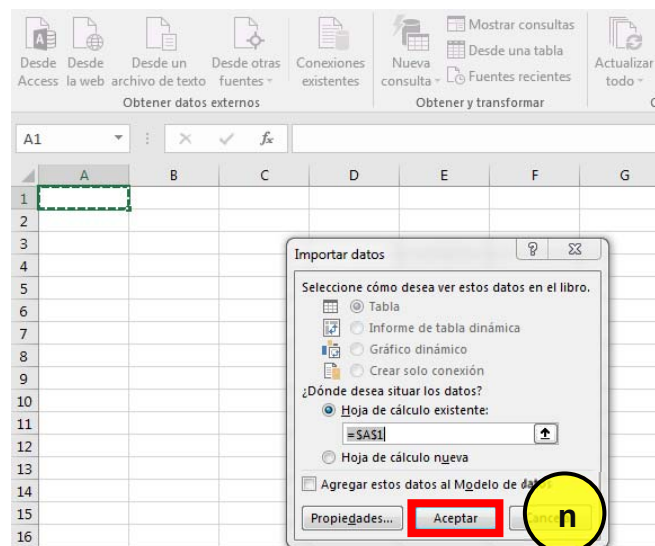 Mostrar consultas
Desde una tabla
Fuentes recientes
Desde Access
Desde la web
Desde un archivo de texto
Desde otras fuentes
Conexiones existentes
Nueva consulta
Actualizar todo
Obtener datos externos
Obtener y transformar
A1
fx
A B C D E F G
1
2
3
4
5
6
7
8
9
10
11
12
13
14
15
16
Importar datos
Seleccione cómo desea ver estos datos en el libro.
Tabla
Informe de tabla dinámica
Gráfico dinámico
Crear solo conexión
¿Dónde desea situar los datos?
Hoja de cálculo existente:
=$A$1
Hoja de cálculo nueva
Agregar estos datos al Modelo de datos
Propiedades...
Aceptar
n